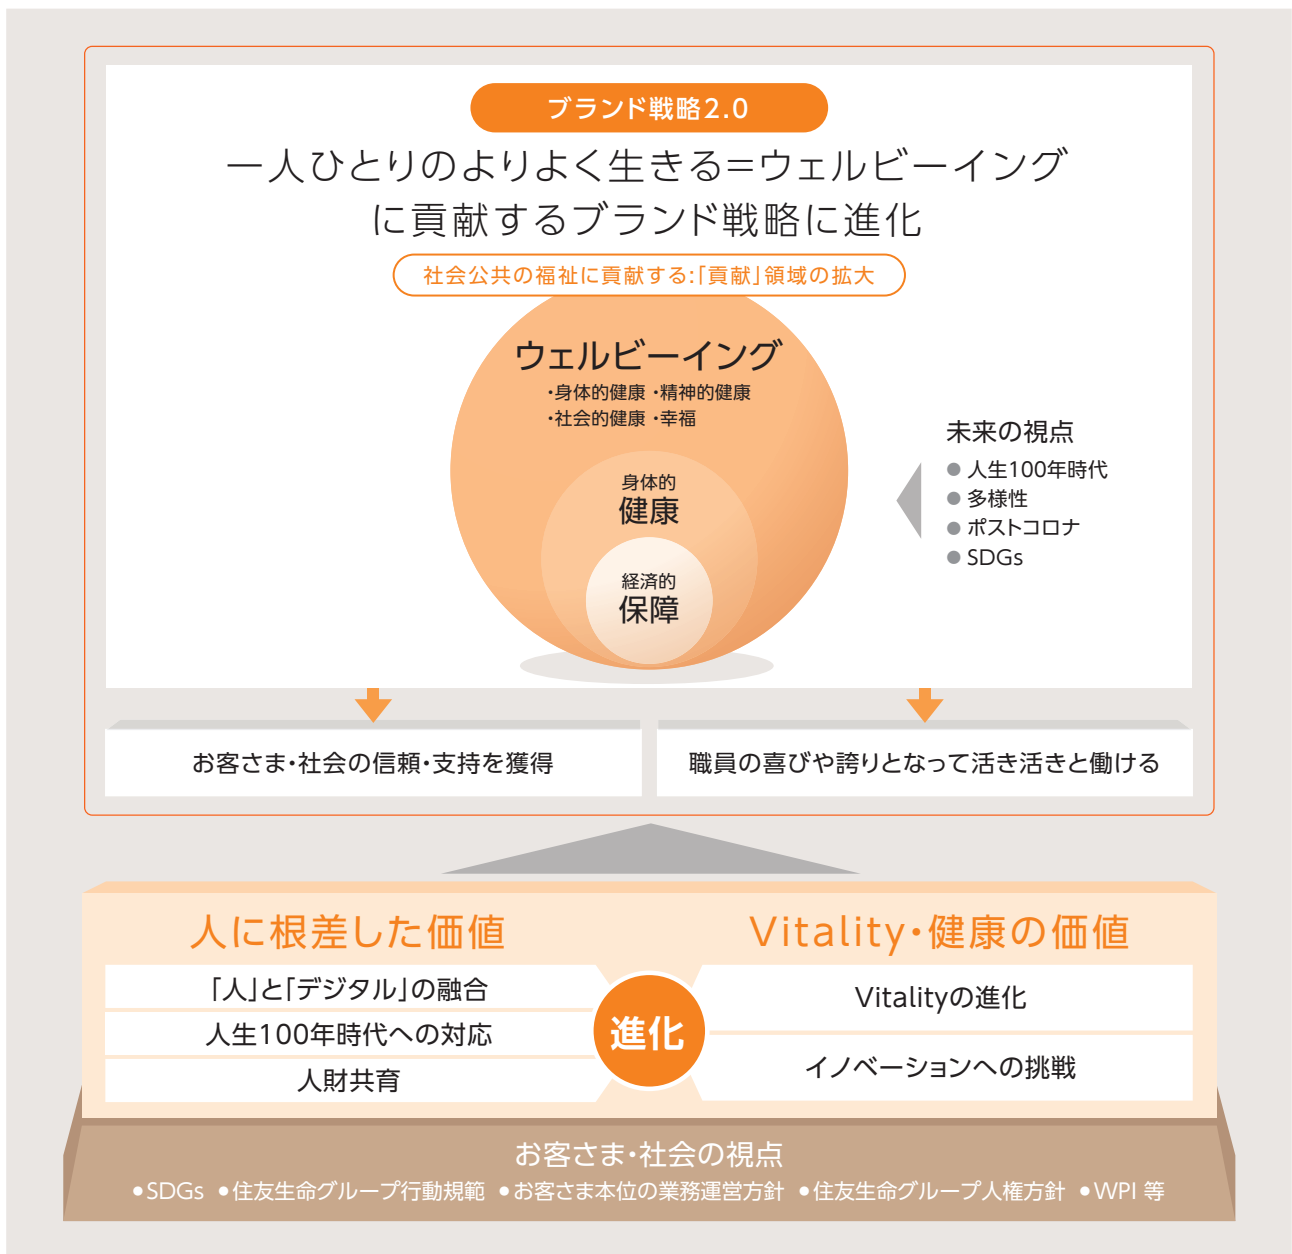 ブランド戦略2.0
一人ひとりのよりよく生きる=ウェルビーイング
に貢献するブランド戦略に進化
社会公共の福祉に貢献する:「貢献」領域の拡大
ウェルビーイング
・身体的健康 ・精神的健康
・社会的健康 ・幸福
身体的
健康
経済的
保障
未来の視点
● 人生100年時代
● 多様性
● ポストコロナ
● SDGs
お客さま・社会の信頼・支持を獲得
職員の喜びや誇りとなって活き活きと働ける
人に根差した価値
「人」と「デジタル」の融合
人生100年時代への対応
人財共育
進化
Vitality・健康の価値
Vitalityの進化
イノベーションへの挑戦
お客さま・社会の視点
●SDGs ●住友生命グループ行動規範 ●お客さま本位の業務運営方針 ●住友生命グループ人権方針 ●WPI 等